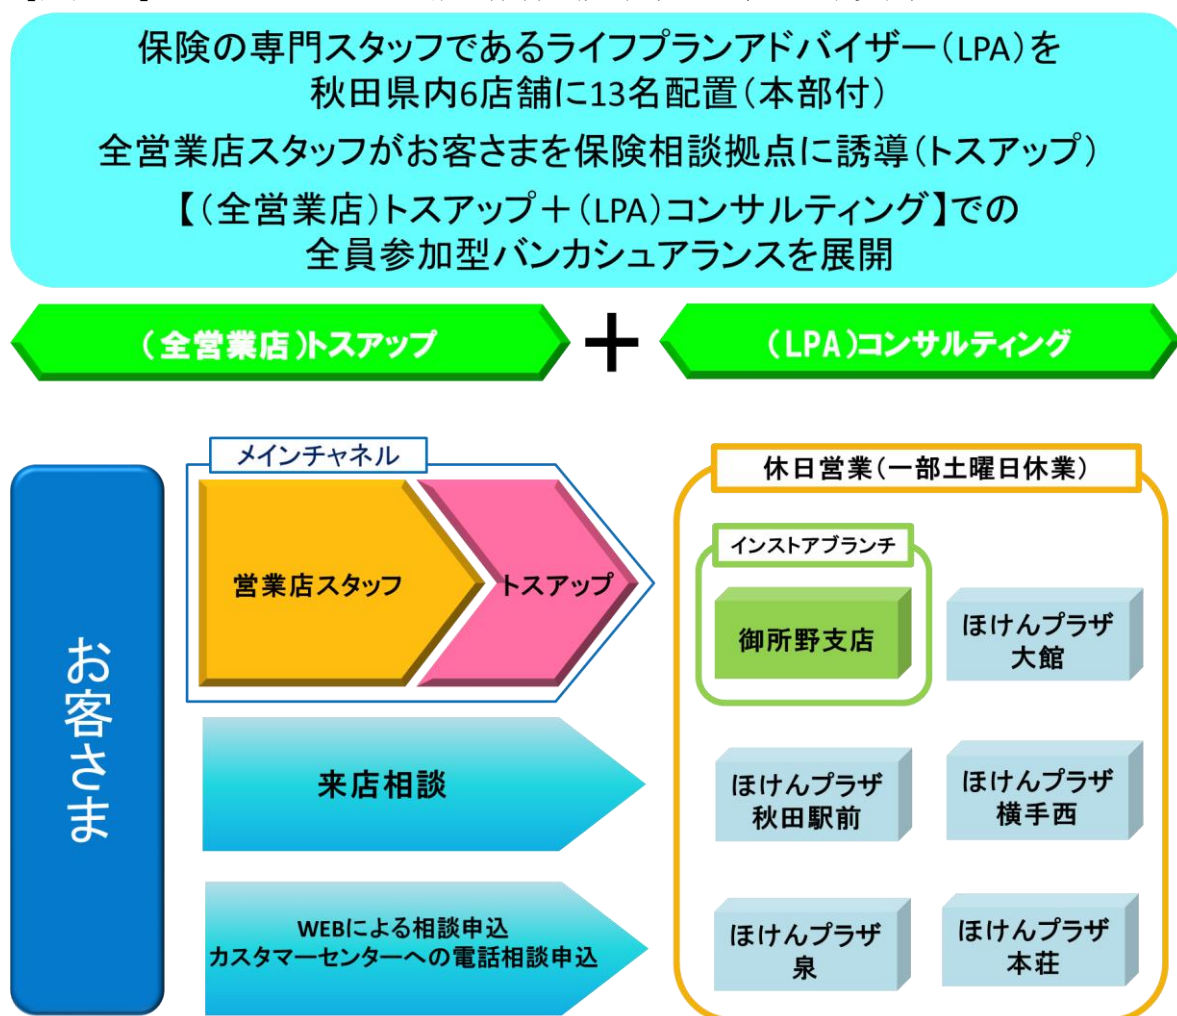 保険の専門スタッフであるライフプランアドバイザー(LPA)を
秋田県内6店舗に13名配置(本部付)
全営業店スタッフがお客さまを保険相談拠点に誘導(トスアップ)
【(全営業店)トスアップ+(LPA)コンサルティング】での
全員参加型バンカシュアランスを展開
(全営業店)トスアップ
+
(LPA)コンサルティング
お客さま
メインチャネル
営業店スタッフ
トスアップ
来店相談
WEBによる相談申込
カスタマーセンターへの電話相談申込
休日営業(一部土曜日休業)
インストアブランチ
御所野支店
ほけんプラザ
大館
ほけんプラザ
秋田駅前
ほけんプラザ
横手西
ほけんプラザ
泉
ほけんプラザ
本荘